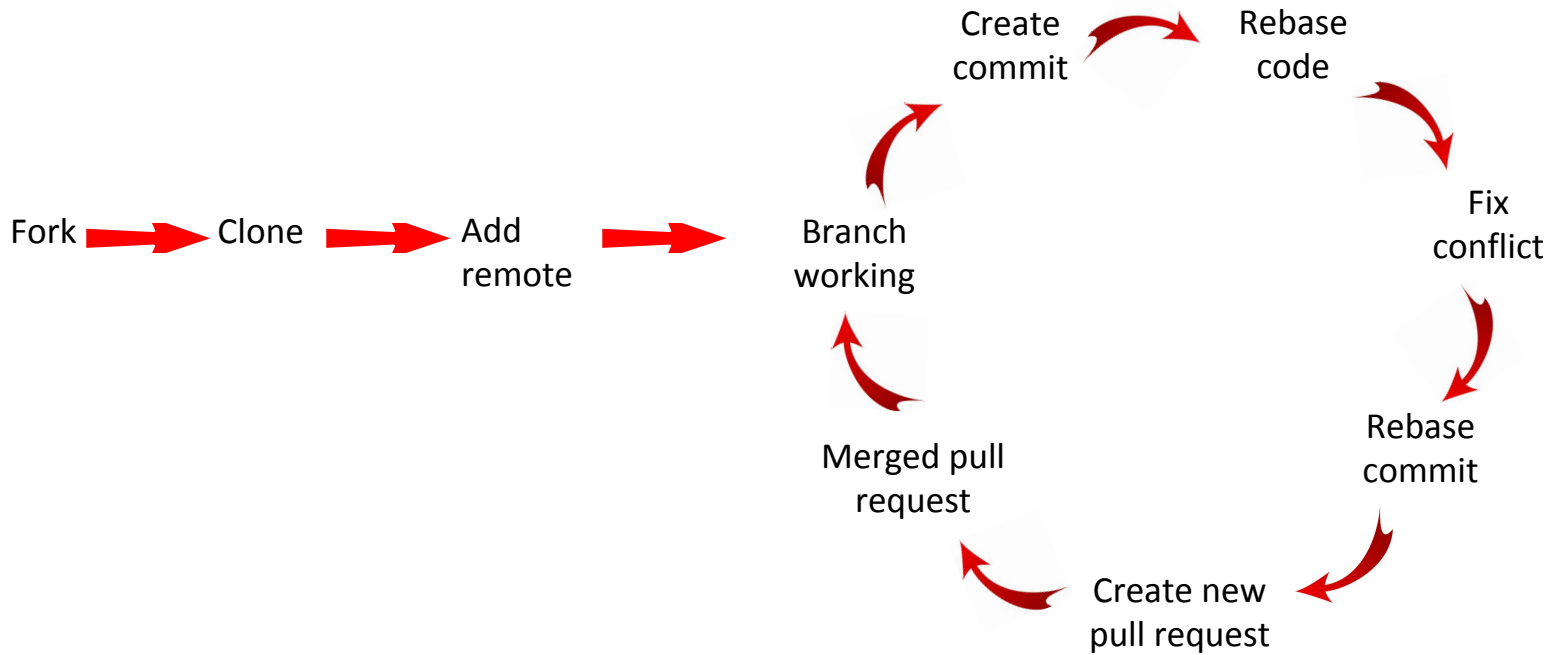 Fork
Clone
Add
remote
Branch
working
Create
commit
Rebase
code
Fix
conflict
Rebase
commit
Create new
pull request
Merged pull
request